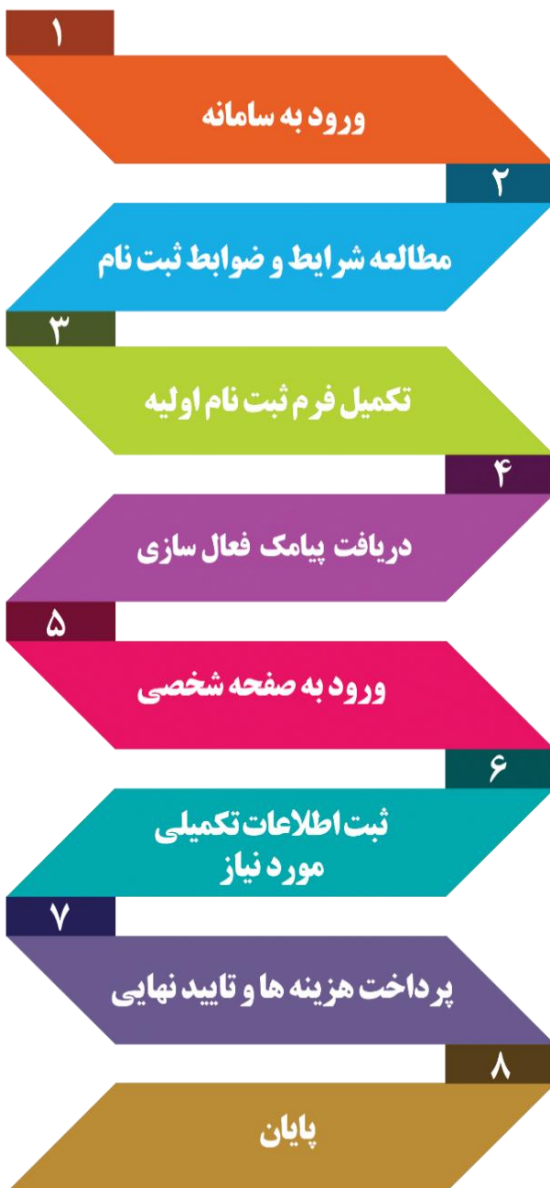 ۱
ورود به سامانه
۲
مطالعه شرایط و ضوابط ثبت نام
۳
تکمیل فرم ثبت نام اولیه
۴
دریافت پیامک فعال سازی
۵
ورود به صفحه شخصی
۶
ثبت اطلاعات تکمیلی
مورد نیاز
۷
پرداخت هزینه ها و تایید نهایی
۸
پایان